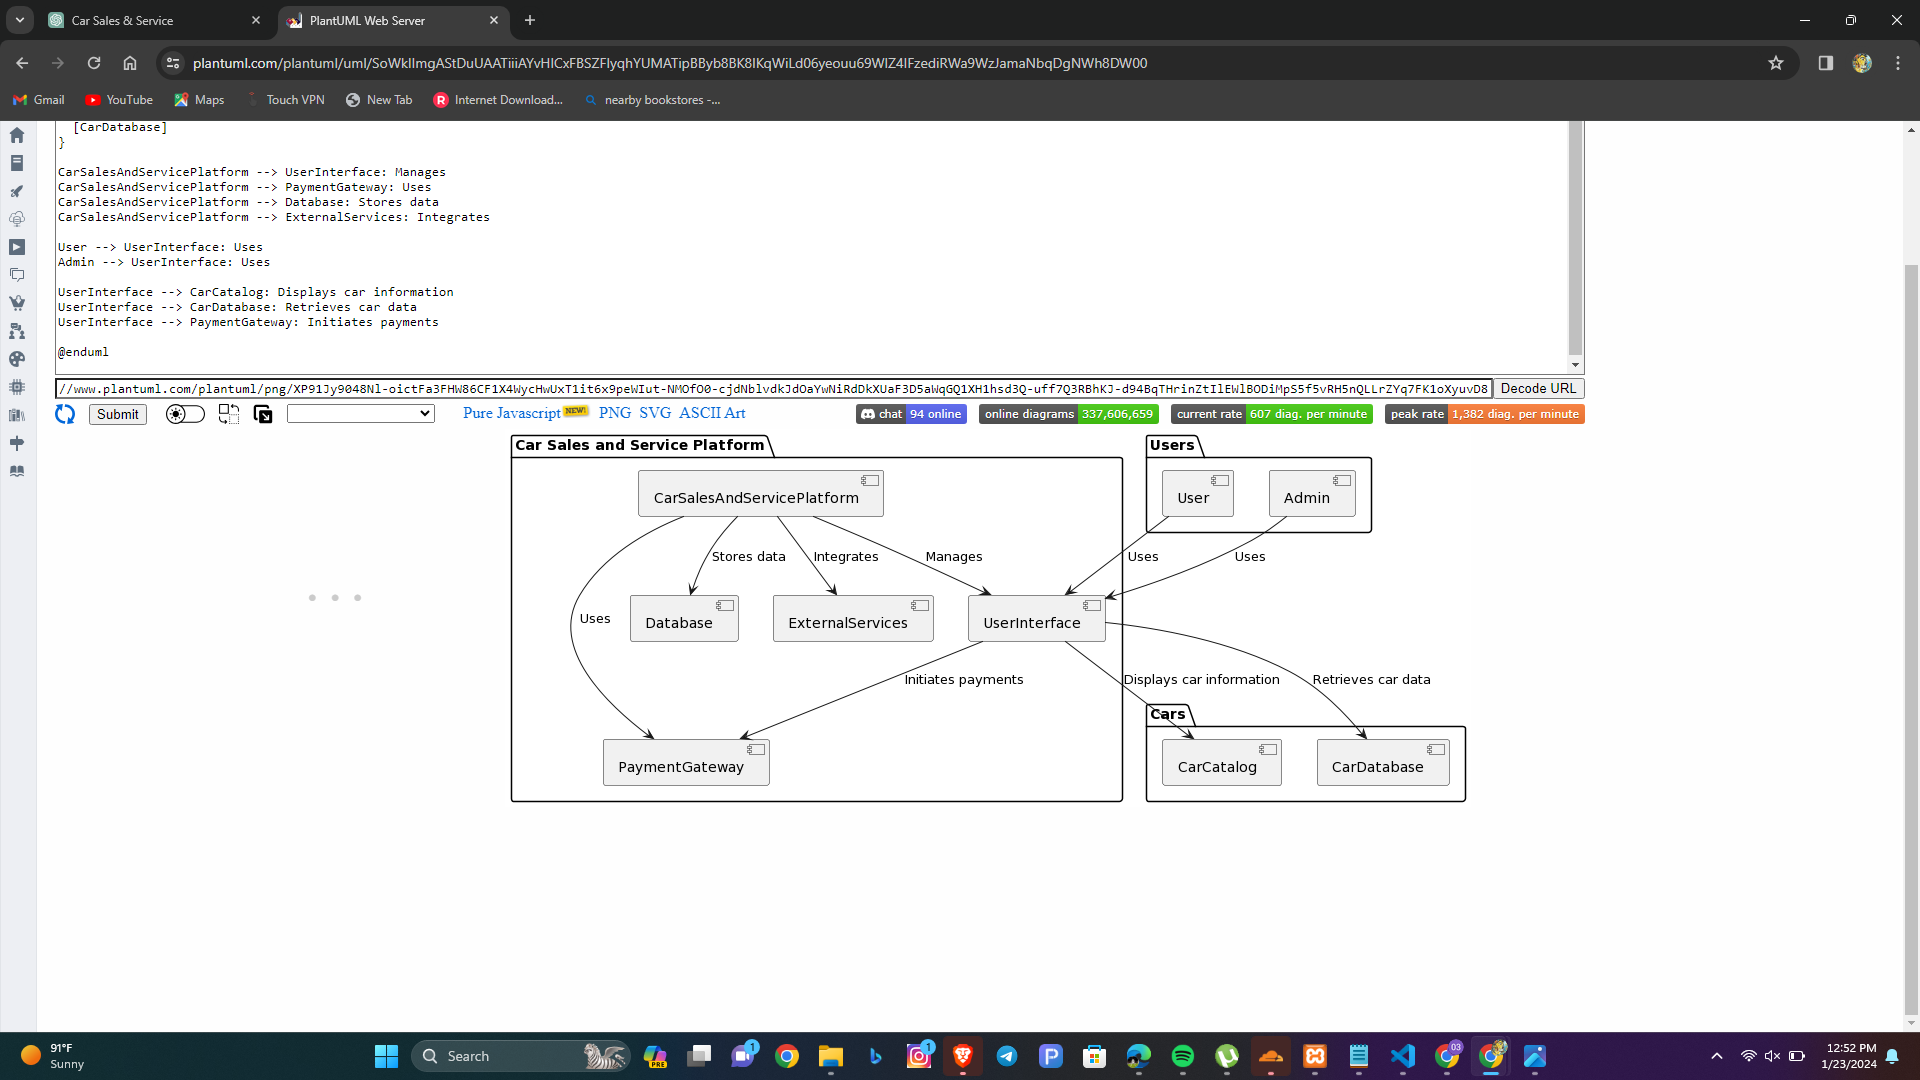 Car Sales & Service
PlantUML Web Server
plantuml.com/plantuml/uml/SoWkIImgAStDuUAATiiiAYvHICxFBSZFIyqhYUMATipBByb8BK8IKqWiLd06yeouu69WIZ4IFzediRWa9WzJamaNbqDgNWh8DW00
Gmail
YouTube
Maps
Touch VPN
New Tab
Internet Download...
nearby bookstores -...
[CarDatabase]
}
CarSalesAndServicePlatform --> UserInterface: Manages
CarSalesAndServicePlatform --> PaymentGateway: Uses
CarSalesAndServicePlatform --> Database: Stores data
CarSalesAndServicePlatform --> ExternalServices: Integrates
User --> UserInterface: Uses
Admin --> UserInterface: Uses
UserInterface --> CarCatalog: Displays car information
UserInterface --> CarDatabase: Retrieves car data
UserInterface --> PaymentGateway: Initiates payments
@enduml
//www.plantuml.com/plantuml/png/XP91Jy9048Nl-oictFa3FHW86CF1X4WycHwUxT1it6x9peWIut-NMOfO0-cjdNblvdkJdOaYwNiRdDkXUaF3D5aWqGQ1XH1hsd3Q-uff7Q3RBhKJ-d94BqTHrinZtIlEWlBODiMpS5f5vRH5nQLLrZYq7FK1oXyuvD8
Decode URL
Submit
Pure Javascript NEW!
PNG
SVG
ASCII Art
chat 94 online
online diagrams 337,606,659
current rate 607 diag. per minute
peak rate 1,382 diag. per minute
Car Sales and Service Platform
Users
CarSalesAndServicePlatform
User
Admin
Stores data
Integrates
Manages
Uses
Uses
Uses
Database
ExternalServices
UserInterface
Initiates payments
Displays car information
Retrieves car data
Cars
PaymentGateway
CarCatalog
CarDatabase
91°F
Sunny
Search
PRE
1
1
03
12:52 PM
1/23/2024